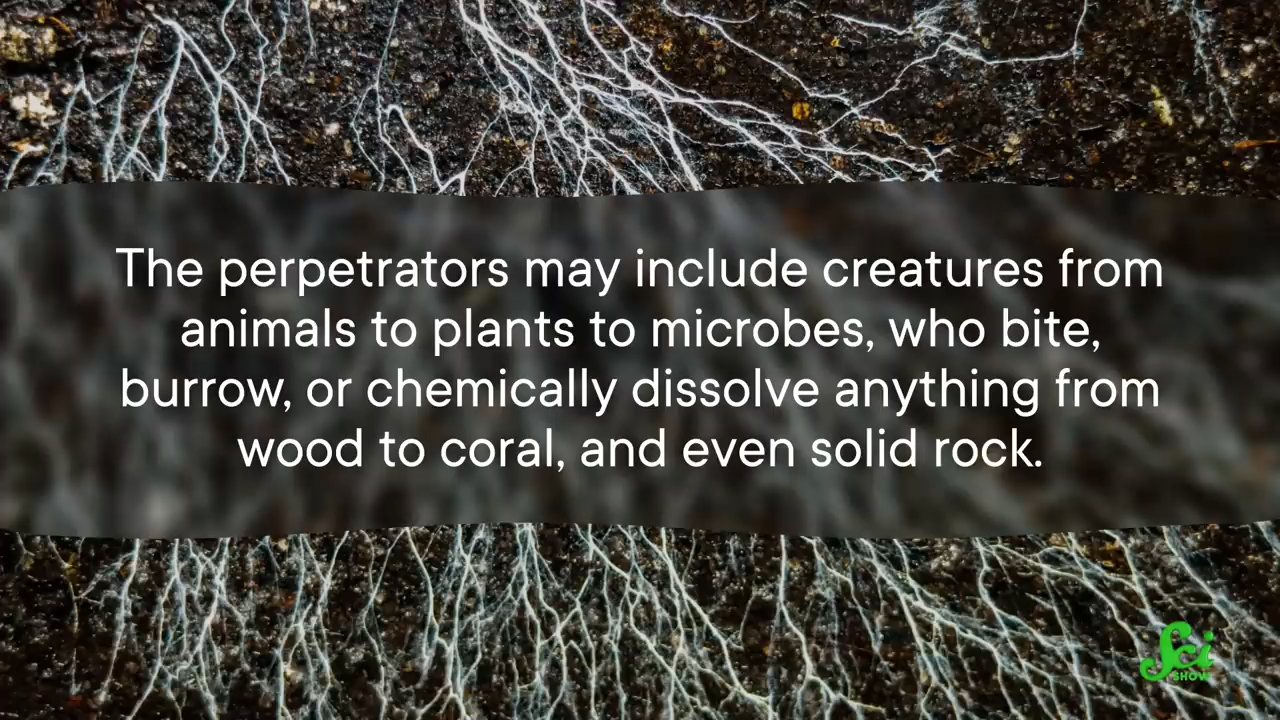 The perpetrators may include creatures from
animals to plants to microbes, who bite,
burrow, or chemically dissolve anything from
wood to coral, and even solid rock.
Sci
SHOW